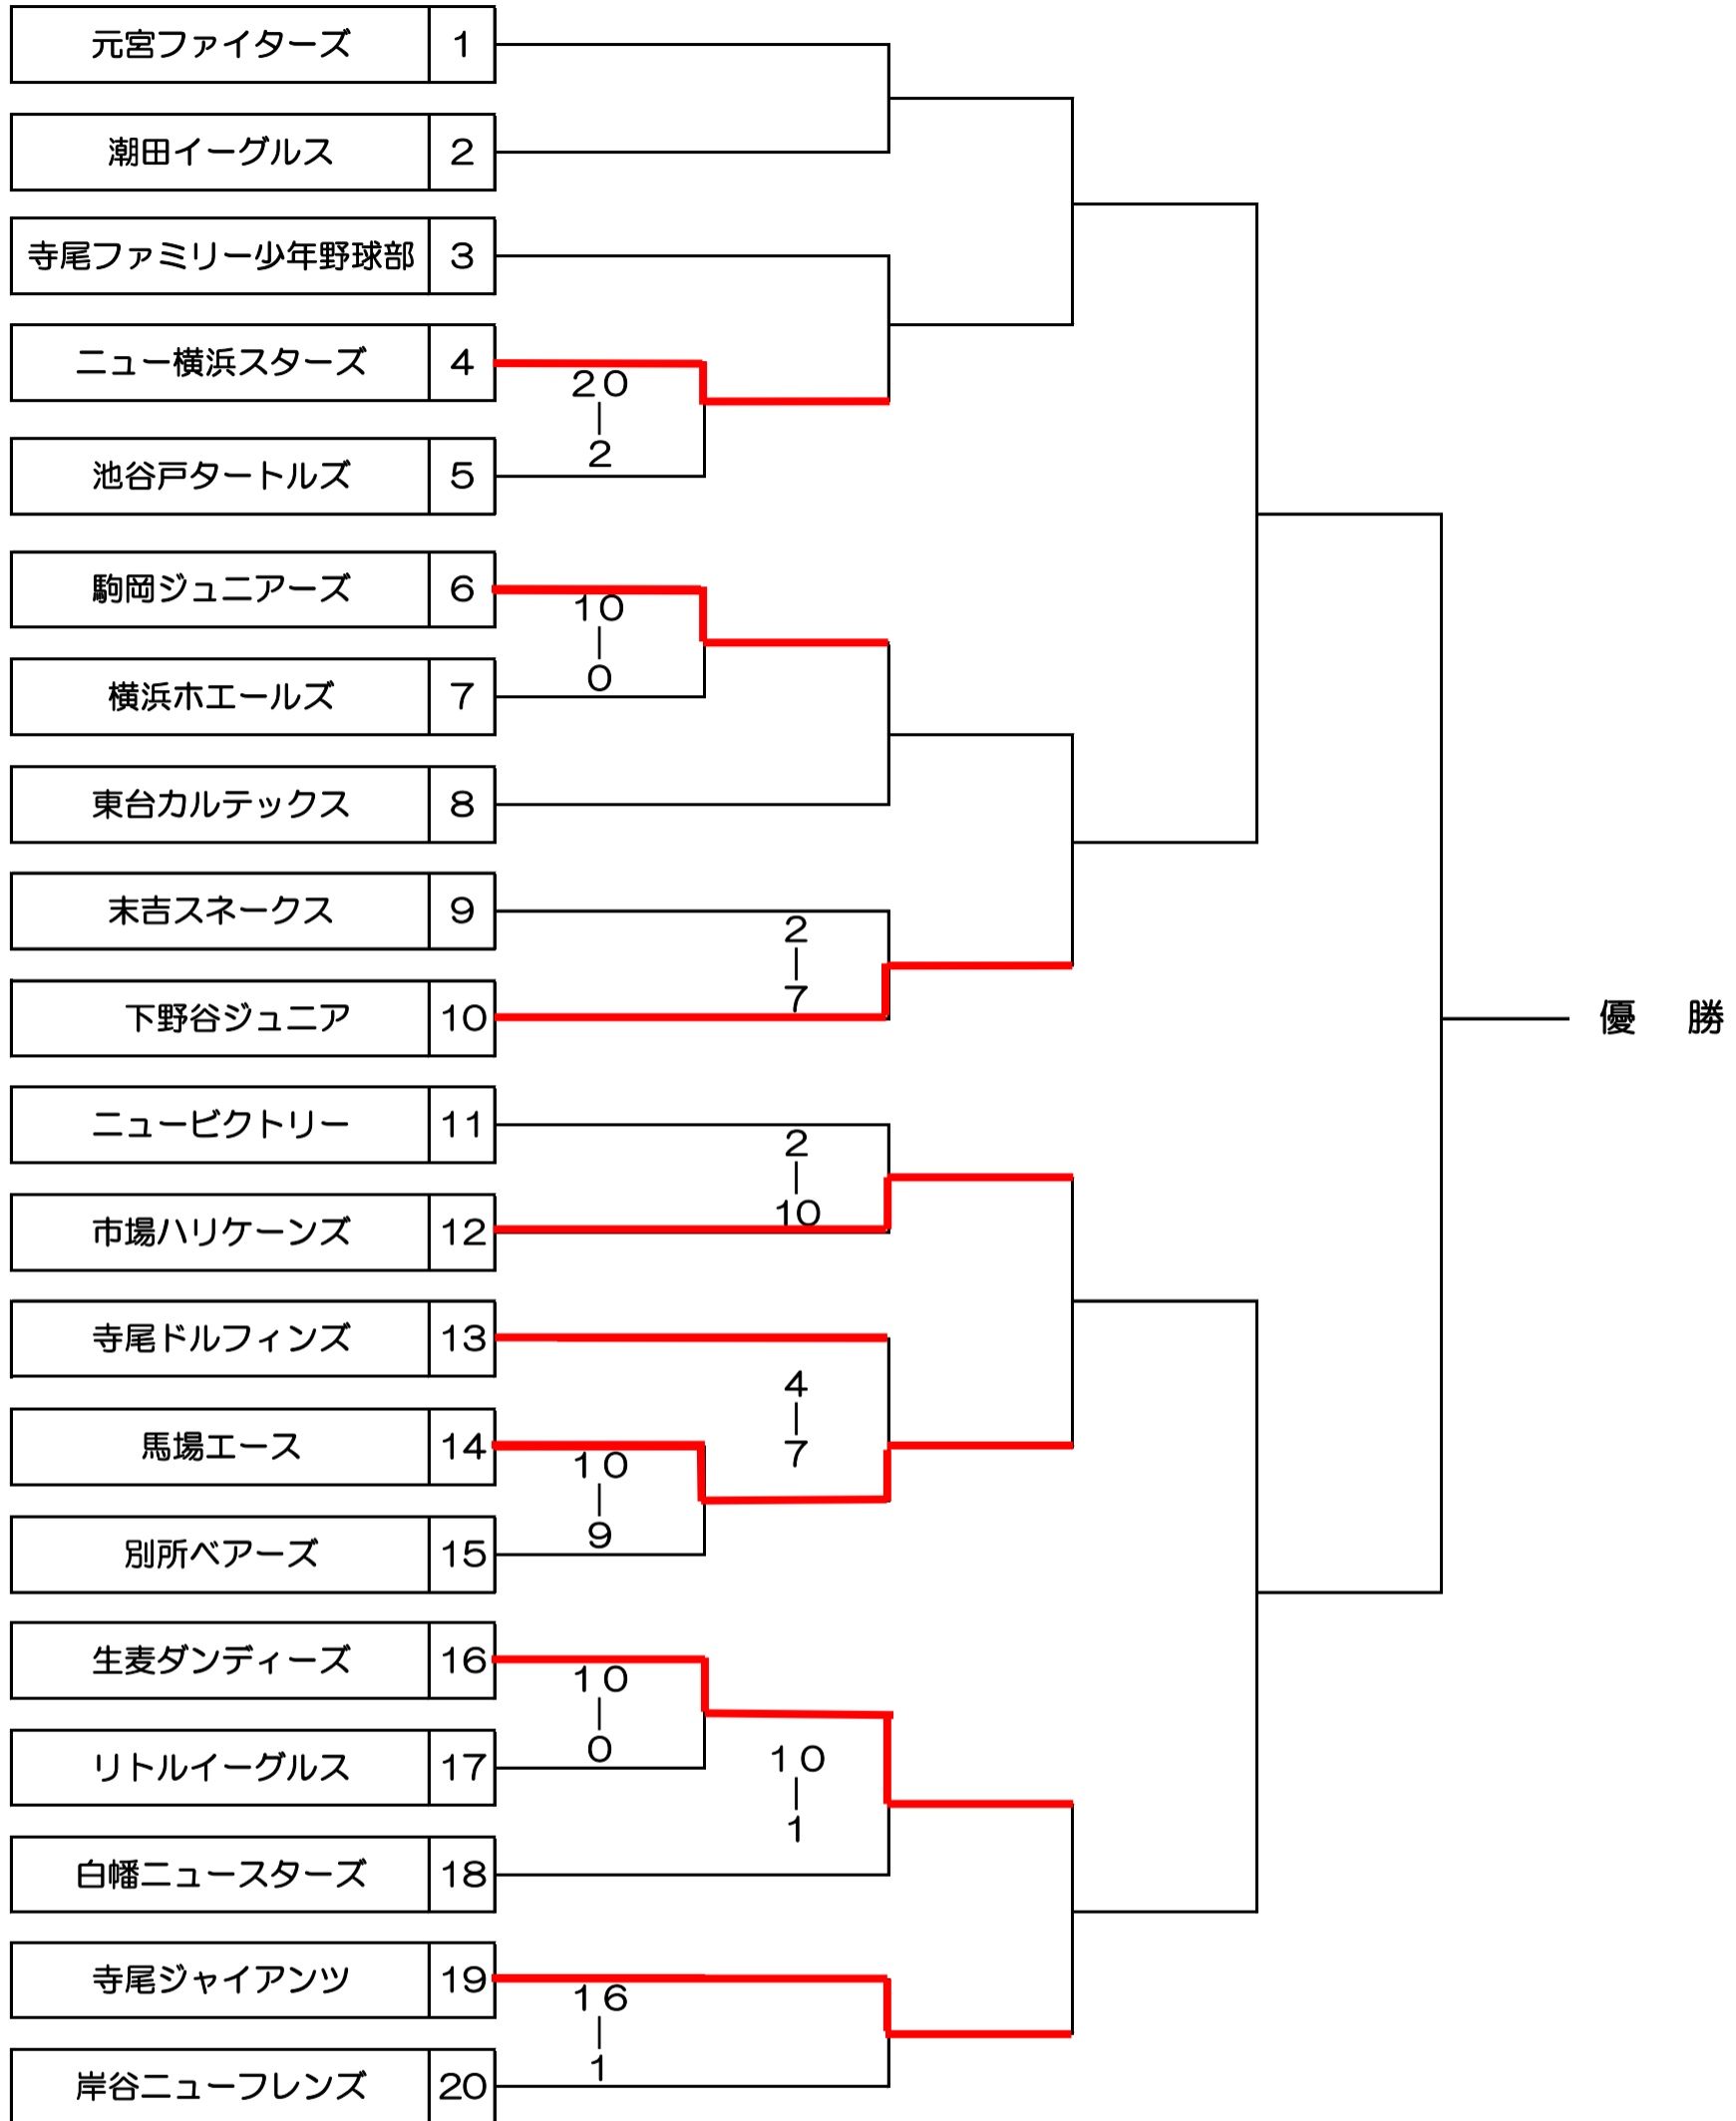 元宮ファイターズ 1
潮田イーグルス 2
寺尾ファミリー少年野球部 3
ニュー横浜スターズ 4
20
|
2
池谷戸タートルズ 5
駒岡ジュニアーズ 6
10
|
0
横浜ホエールズ 7
東台カルテックス 8
末吉スネークス 9
2
|
7
下野谷ジュニア 10
優 勝
ニュービクトリー 11
2
|
10
市場ハリケーンズ 12
寺尾ドルフィンズ 13
4
|
7
馬場エース 14
10
|
9
別所ベアーズ 15
生麦ダンディーズ 16
10
|
0
リトルイーグルス 17
10
|
1
白幡ニュースターズ 18
寺尾ジャイアンツ 19
16
|
1
岸谷ニューフレンズ 20